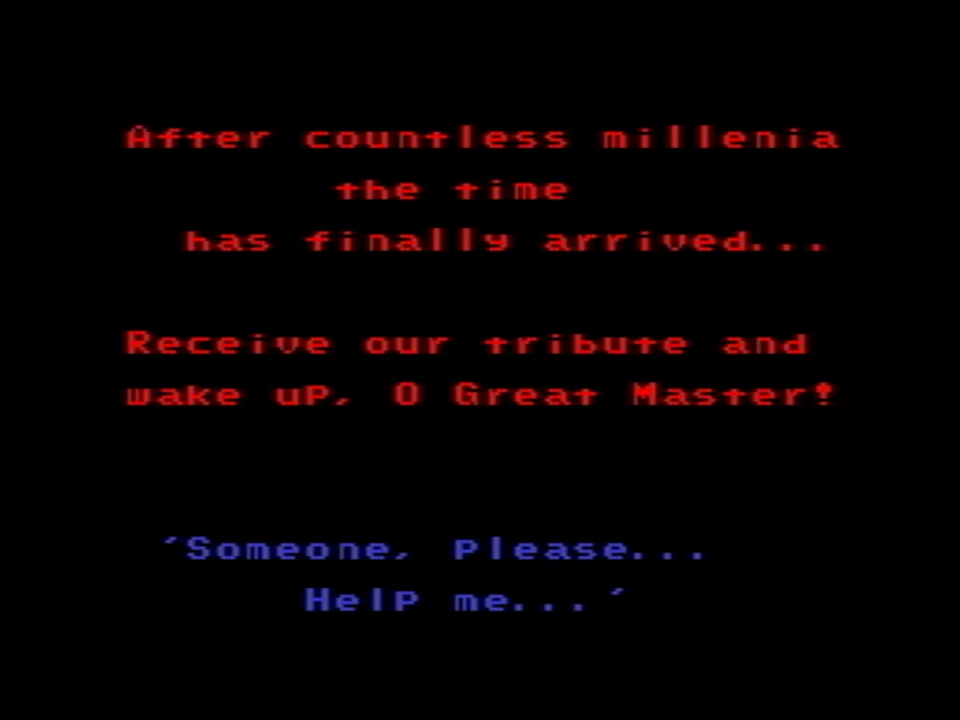 After countless millenia
the time
has finally arrived...
Receive our tribute and
wake uP, O Great Master!
´Someone, Please...
HelP me...´